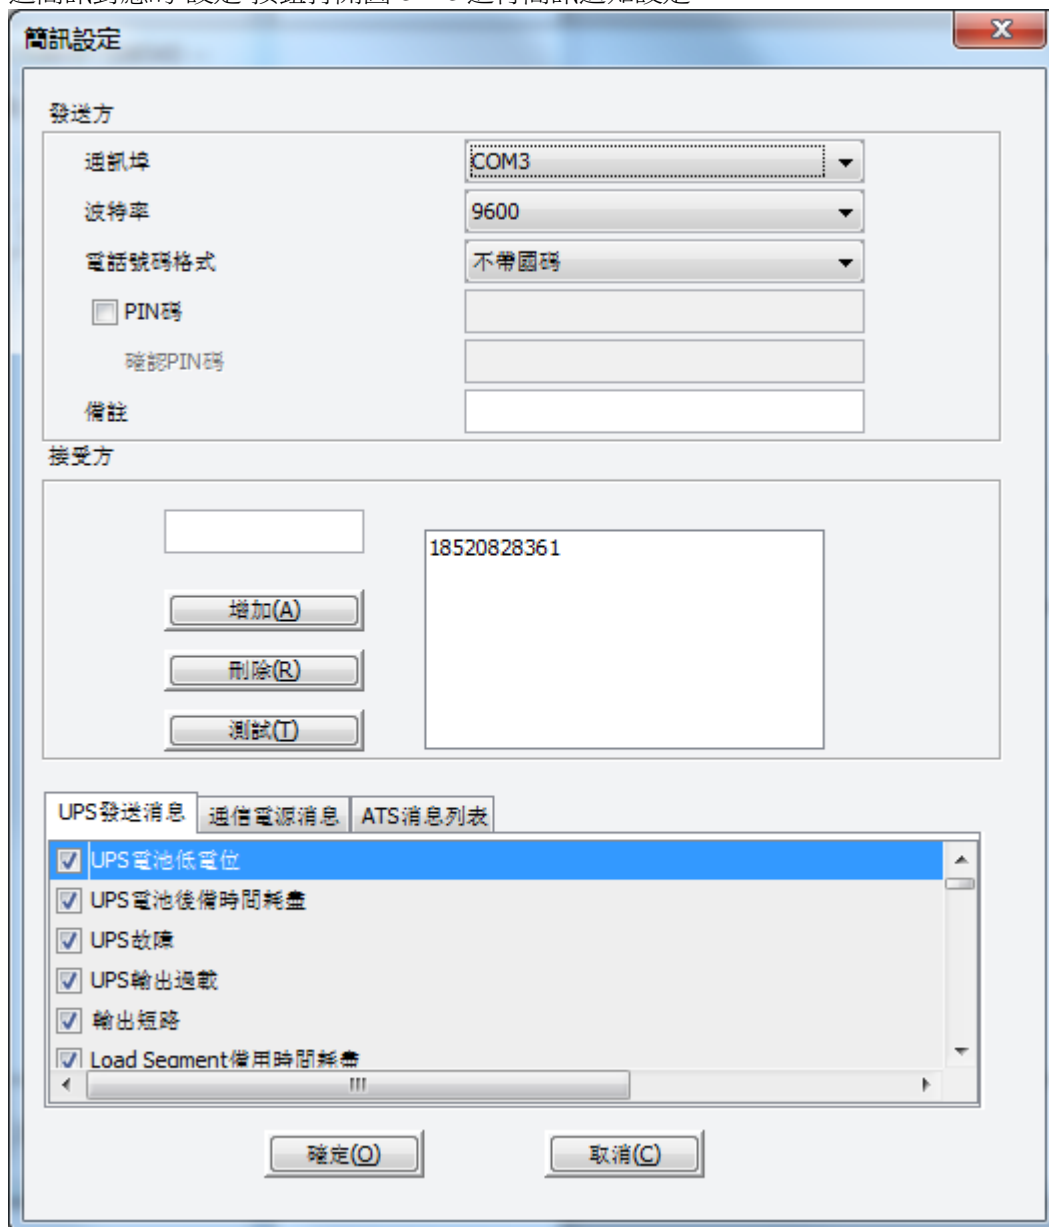 簡訊設定
發送方
通訊埠 COM3
波特率 9600
電話號碼格式 不帶國碼
PIN碼
確認PIN碼
備註
接受方
18520828361
增加(A)
刪除(R)
測試(T)
UPS發送消息 通信電源消息 ATS消息列表
UPS電池低電位
UPS電池後備時間耗盡
UPS故障
UPS輸出過載
輸出短路
Load Segment備用時間耗盡
確定(O) 取消(C)